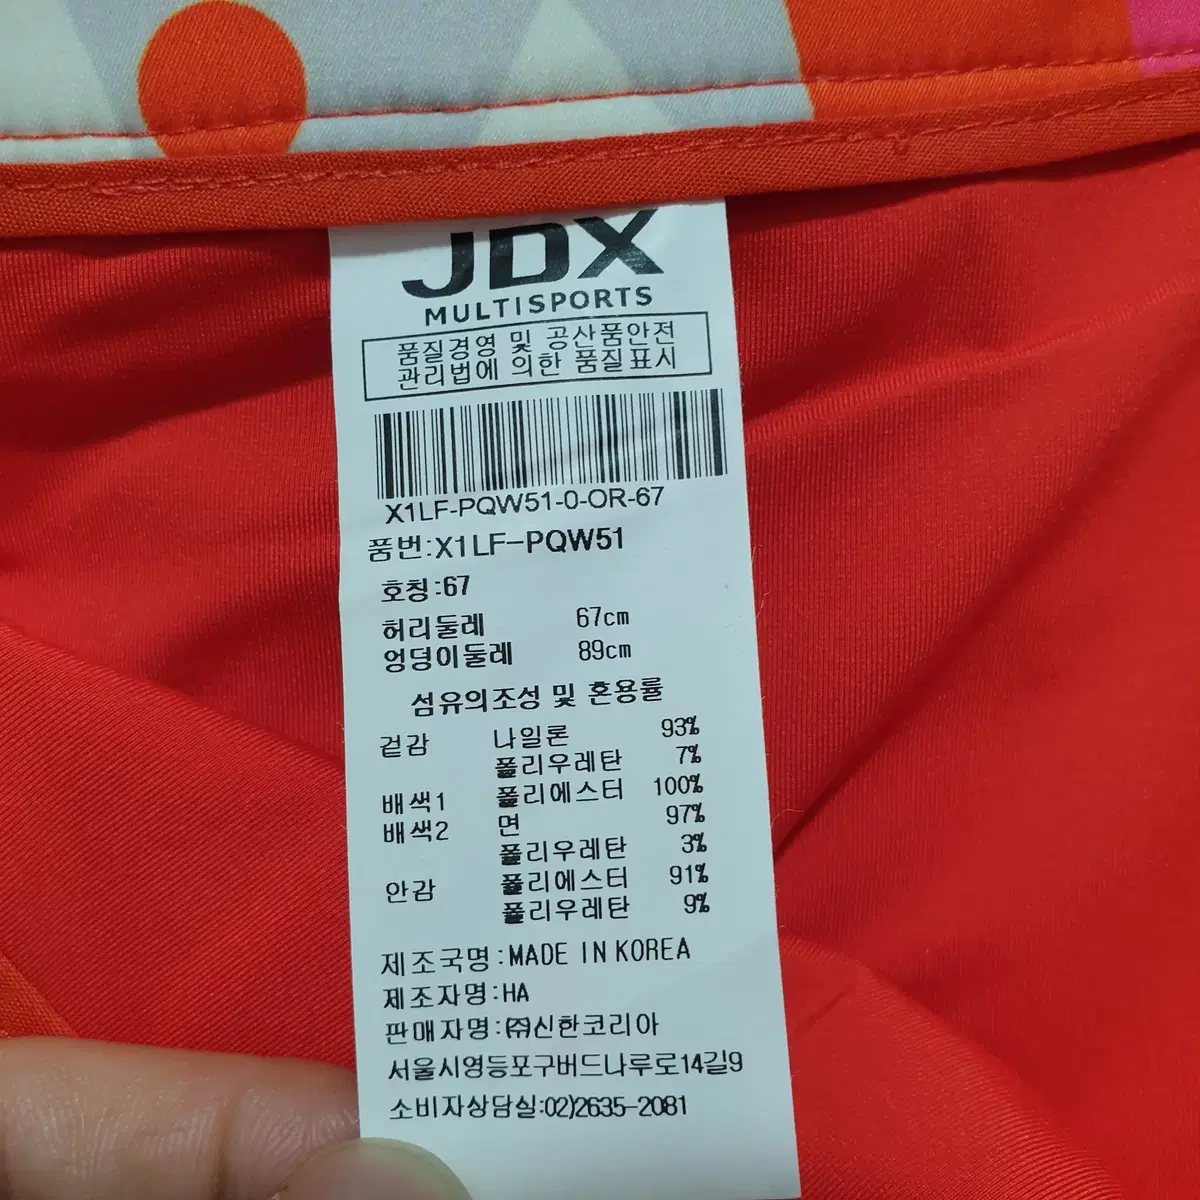 JDX
MULTISPORTS
품질경영 및 공산품안전
관리법에 의한 품질표시
X1LF-PQW51-0-OR-67
품번:X1LF-PQW51
호칭:67
허리둘레 67cm
엉덩이둘레 89cm
섬유의조성 및 혼용률
겉감 나일론 93%
폴리우레탄 7%
배색1 폴리에스터 100%
배색2 면 97%
폴리우레탄 3%
안감 폴리에스터 91%
폴리우레탄 9%
제조국명:MADE IN KOREA
제조자명:HA
판매자명:㈜신한코리아
서울시영등포구버드나루로14길9
소비자상담실:02)2635-2081